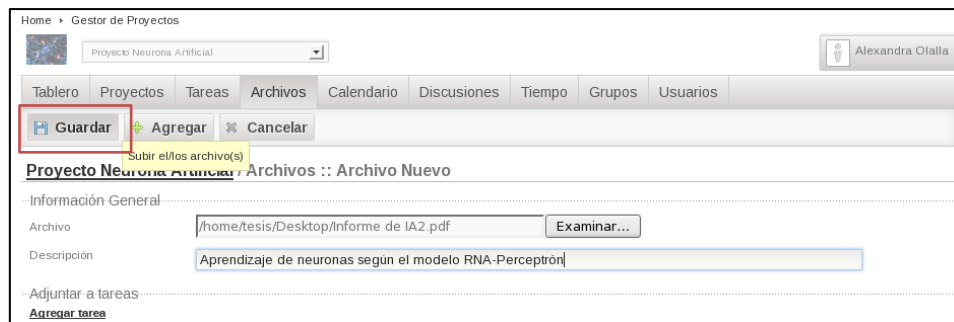 Home › Gestor de Proyectos
Proyecto Neurona Artificial
Alexandra Olalla
Tablero Proyectos Tareas Archivos Calendario Discusiones Tiempo Grupos Usuarios
Guardar Agregar Cancelar
Subir el/los archivo(s)
Proyecto Neurona Artificial / Archivos :: Archivo Nuevo
Información General
Archivo /home/tesis/Desktop/Informe de IA2.pdf Examinar...
Descripción Aprendizaje de neuronas según el modelo RNA-Perceptrón
Adjuntar a tareas
Agregar tarea